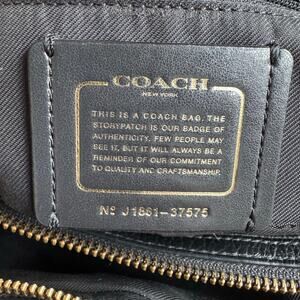 COACH
NEW YORK
THIS IS A COACH BAG. THE
STORYPATCH IS OUR BADGE OF
AUTHENTICITY. FEW PEOPLE MAY
SEE IT, BUT IT WILL ALWAYS BE A
REMINDER OF OUR COMMITMENT
TO QUALITY AND CRAFTSMANSHIP.
Nº J1881-37575